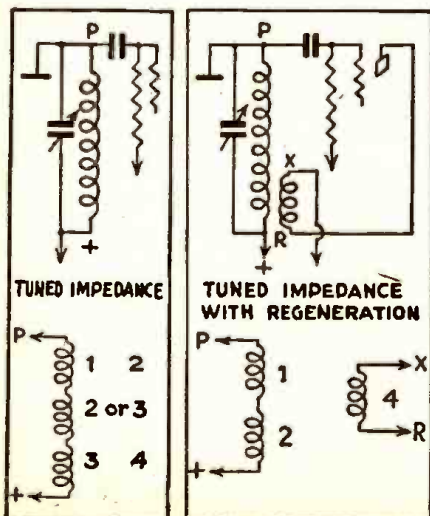 P
+
TUNED IMPEDANCE
P
1 2
2 or 3
3 4
+
P
X
R
+
TUNED IMPEDANCE
WITH REGENERATION
P
1
2
+
4
X
R